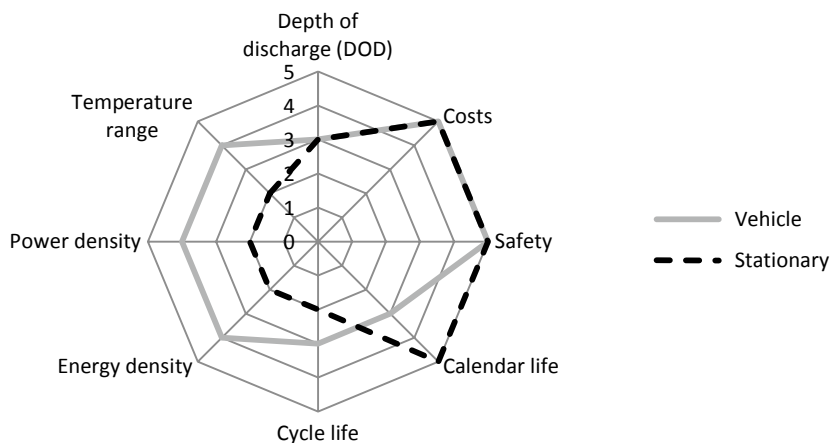 Depth of
discharge (DOD)
5
4
3
2
1
0
Costs
Safety
Calendar life
Cycle life
Energy density
Power density
Temperature
range
Vehicle
Stationary